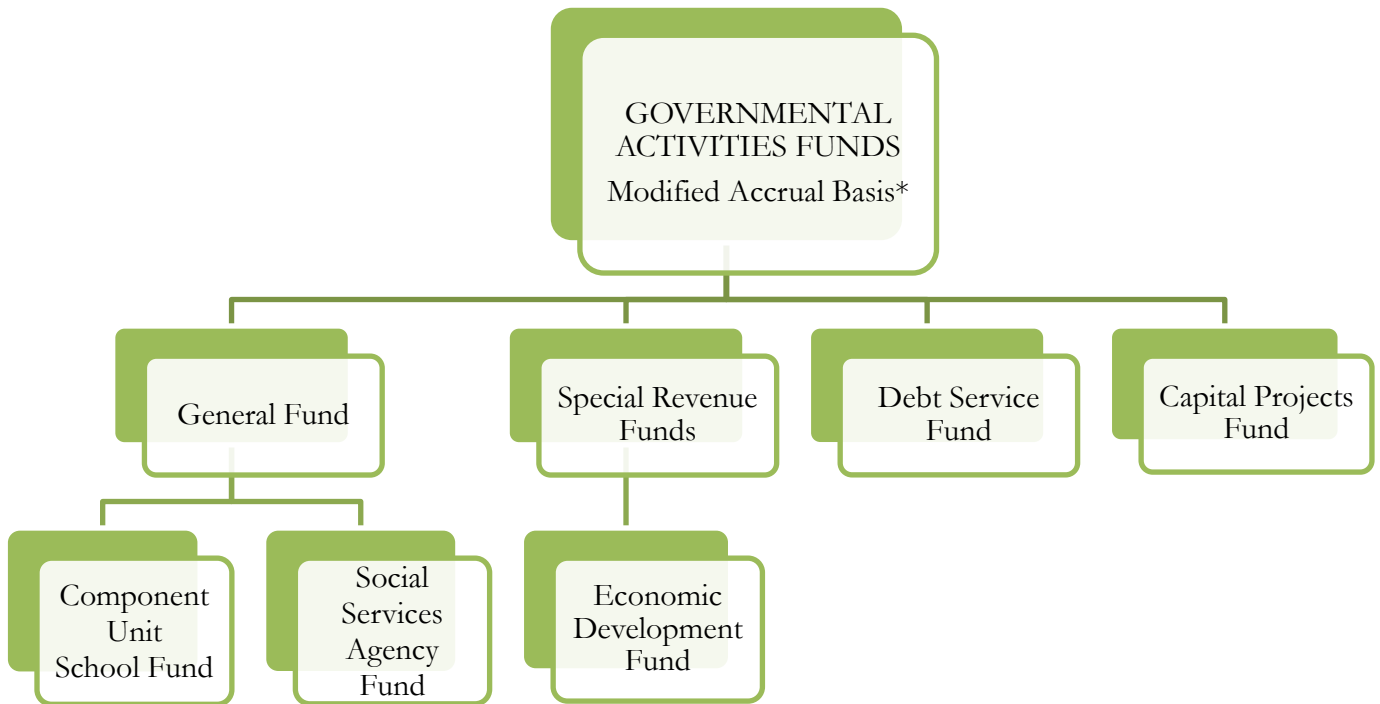 GOVERNMENTAL
ACTIVITIES FUNDS
Modified Accrual Basis*
General Fund
Special Revenue
Funds
Debt Service
Fund
Capital Projects
Fund
Component
Unit
School Fund
Social
Services
Agency
Fund
Economic
Development
Fund